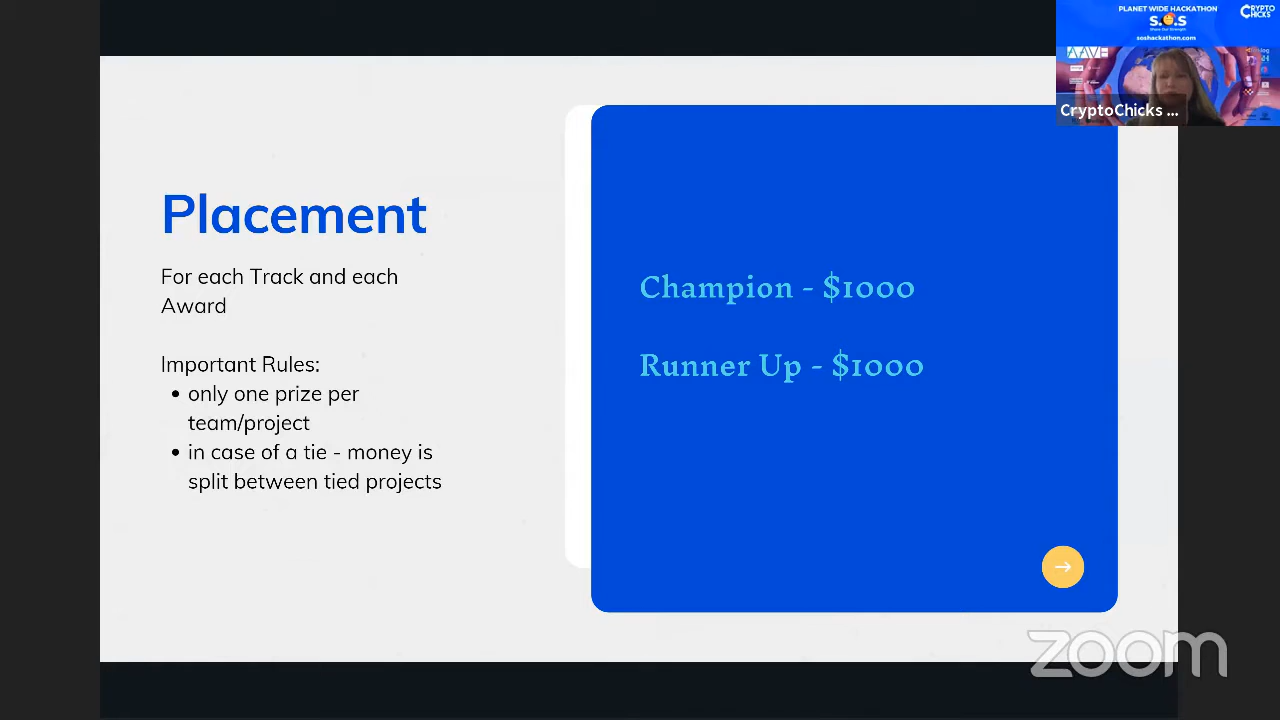 PLANET WIDE HACKATHON
S.O.S
Share Our Strength
soshackathon.com
CRYPTO
CHICKS
AAVE
CryptoChicks ...
Placement
For each Track and each
Award
Important Rules:
• only one prize per
team/project
• in case of a tie - money is
split between tied projects
Champion - $1000
Runner Up - $1000
zoom